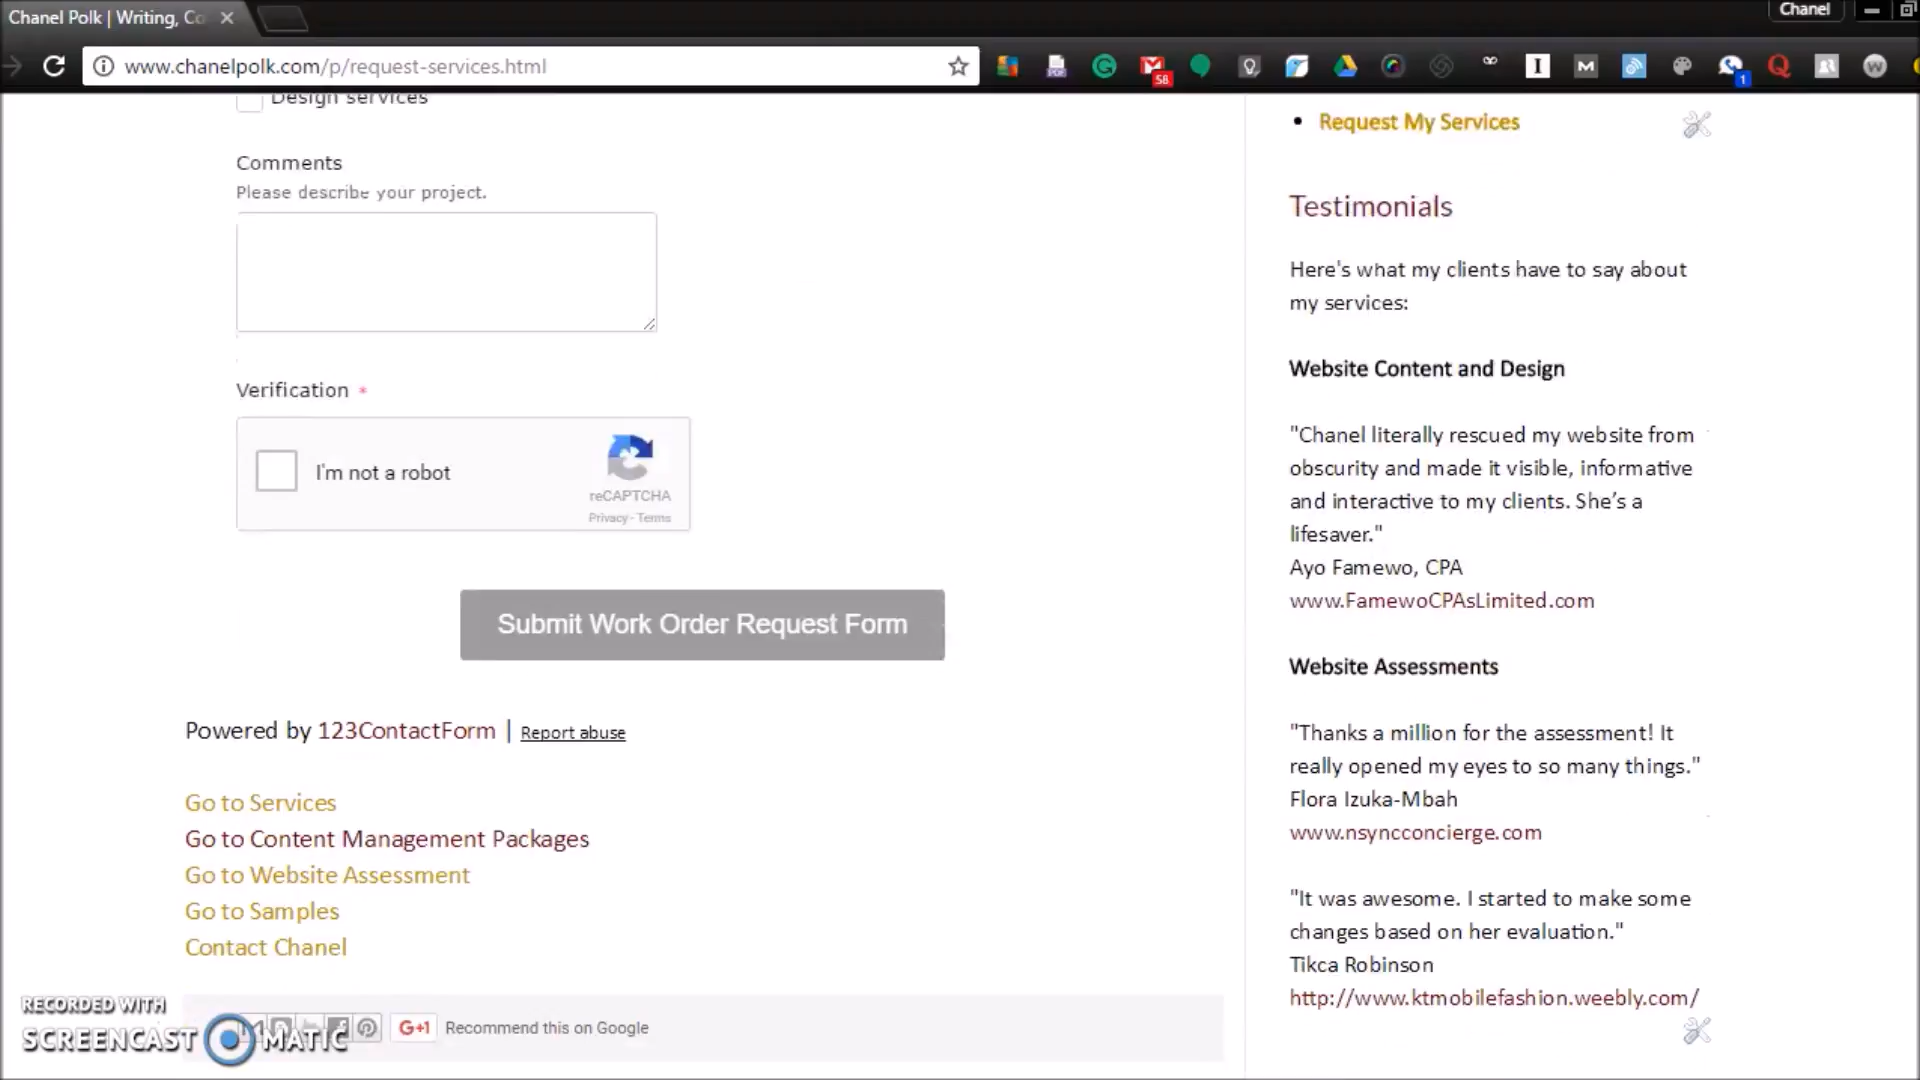 Chanel Polk | Writing, Co
Chanel
www.chanelpolk.com/p/request-services.html
58
1
Design services
Comments
Please describe your project.
Verification *
I'm not a robot
reCAPTCHA
Privacy - Terms
Submit Work Order Request Form
Powered by 123ContactForm | Report abuse
Go to Services
Go to Content Management Packages
Go to Website Assessment
Go to Samples
Contact Chanel
G+1 Recommend this on Google
RECORDED WITH
SCREENCAST MATIC
• Request My Services
Testimonials
Here's what my clients have to say about
my services:
Website Content and Design
"Chanel literally rescued my website from
obscurity and made it visible, informative
and interactive to my clients. She’s a
lifesaver."
Ayo Famewo, CPA
www.FamewoCPAsLimited.com
Website Assessments
"Thanks a million for the assessment! It
really opened my eyes to so many things."
Flora Izuka-Mbah
www.nsyncconcierge.com
"It was awesome. I started to make some
changes based on her evaluation."
Tikca Robinson
http://www.ktmobilefashion.weebly.com/